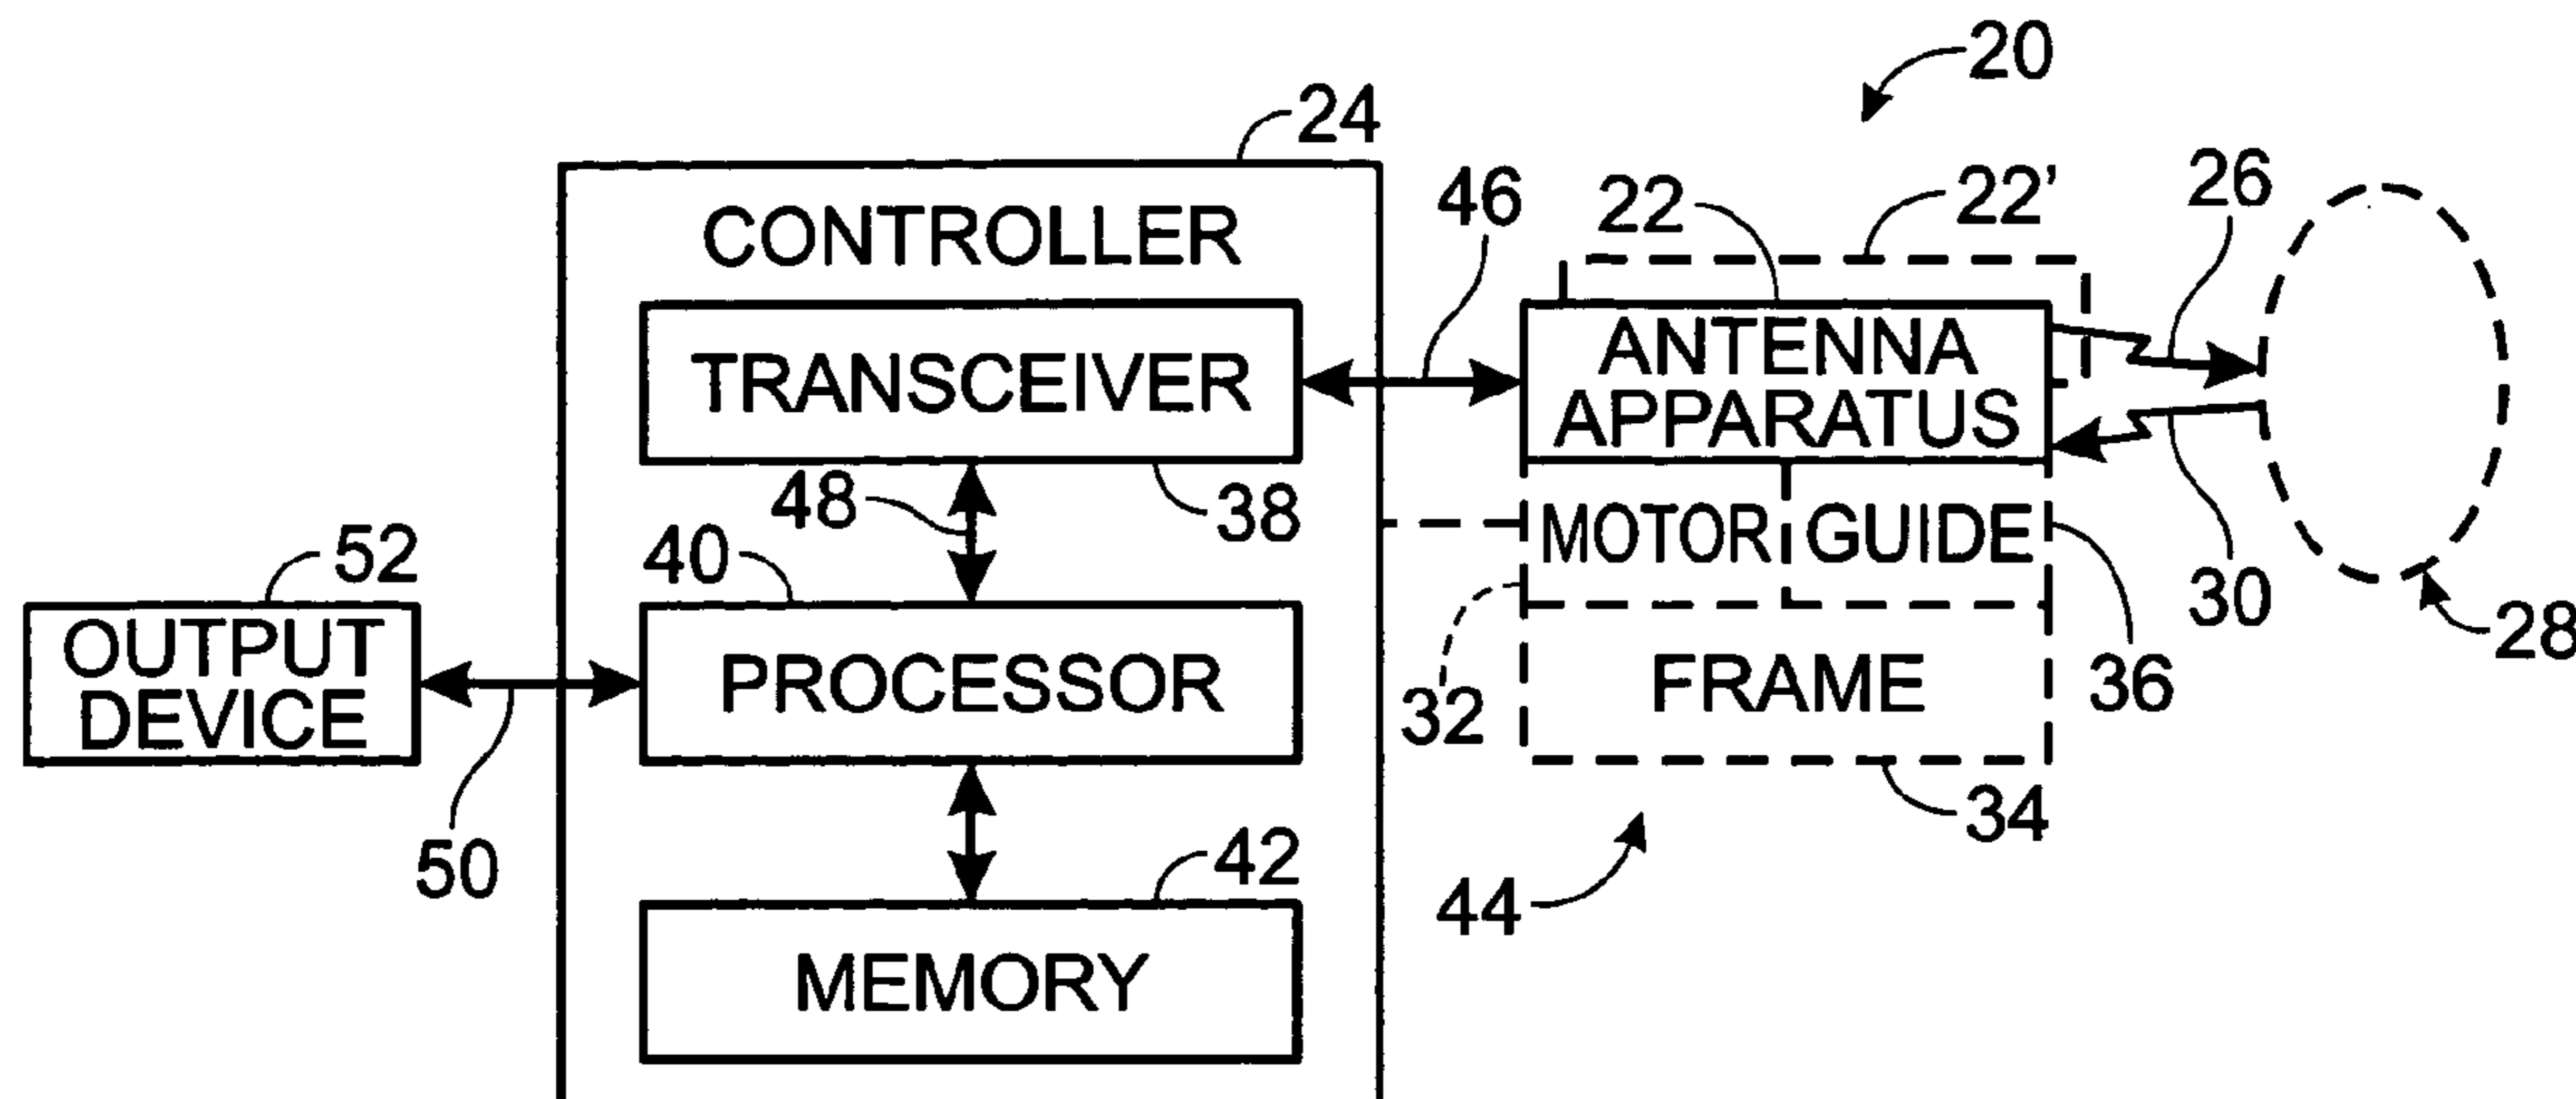 20
24
26
22'
22
46
CONTROLLER
TRANSCEIVER
ANTENNA
APPARATUS
48
38
MOTOR
GUIDE
52
40
30
28
OUTPUT
DEVICE
PROCESSOR
32
FRAME
36
50
42
34
44
MEMORY